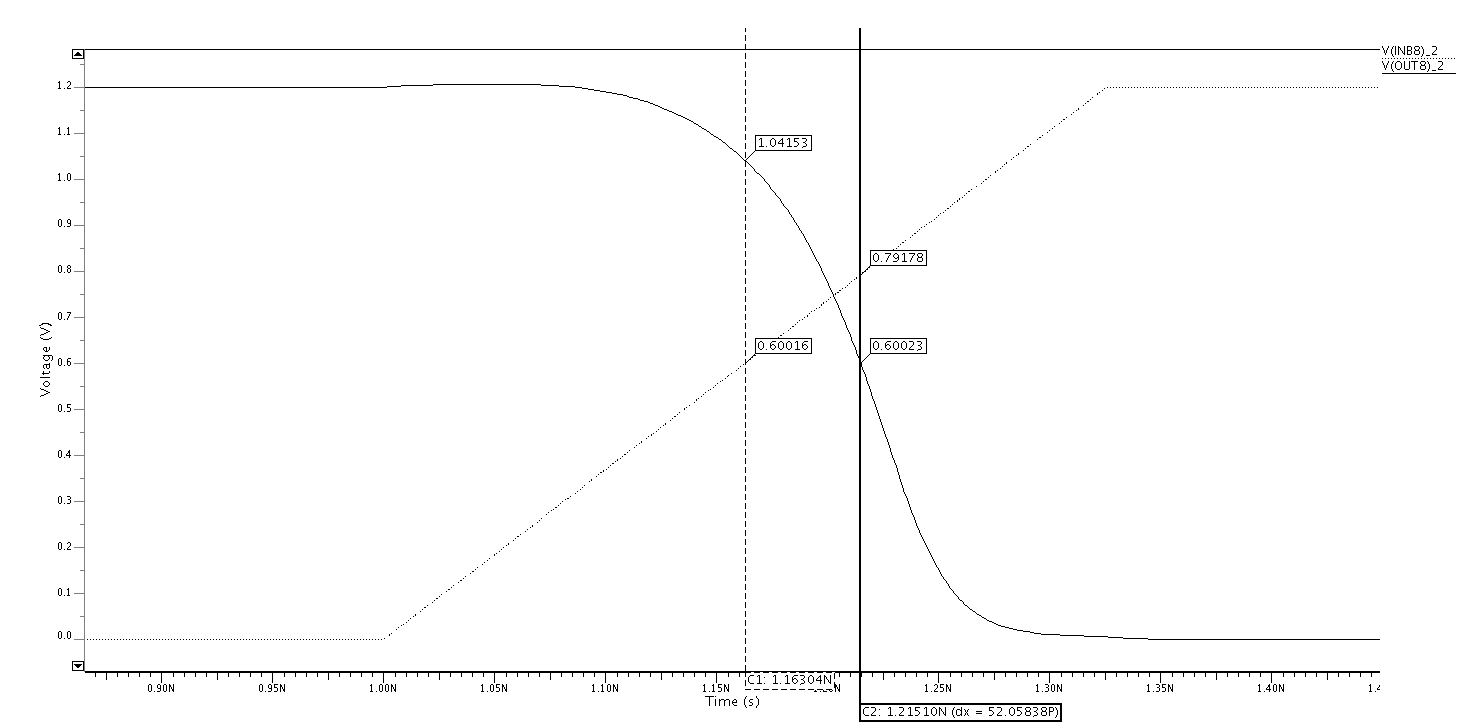 V(INB8)_2
V(OUT8)_2
1.2
1.1
1.0
0.9
0.8
0.7
0.6
0.5
0.4
0.3
0.2
0.1
0.0
Voltage (V)
1.04153
0.79178
0.60016
0.60023
0.90N
0.95N
1.00N
1.05N
1.10N
1.15N
1.25N
1.30N
1.35N
1.40N
C1: 1.16304N
Time (s)
C2: 1.21510N (dx = 52.05838P)